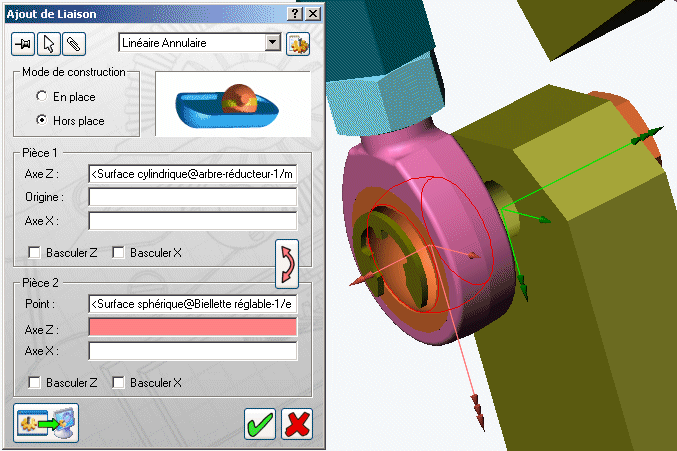 Ajout de Liaison
Linéaire Annulaire
Mode de construction
En place
Hors place
Pièce 1
Axe Z : <Surface cylindrique@arbre-réducteur-1/m
Origine :
Axe X :
Basculer Z Basculer X
Pièce 2
Point : <Surface sphérique@Biellette réglable-1/e
Axe Z :
Axe X :
Basculer Z Basculer X